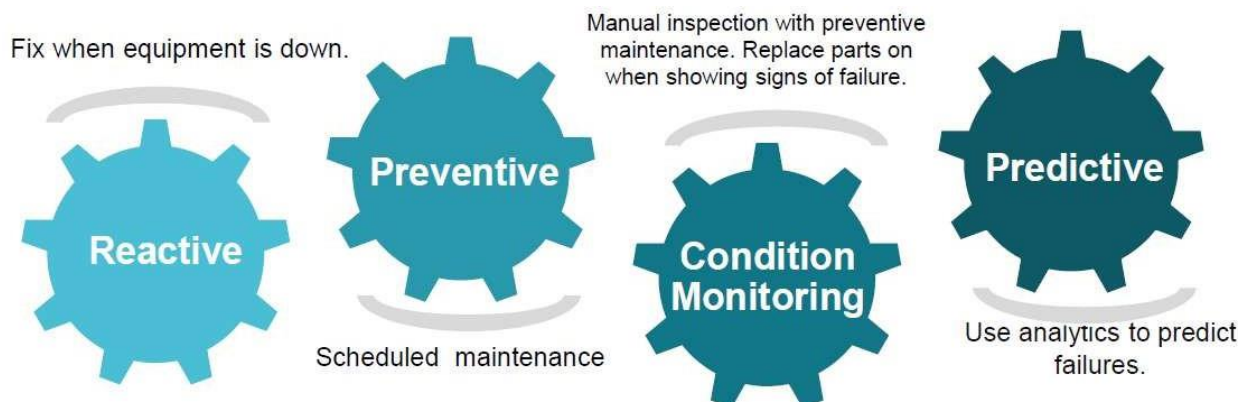 Fix when equipment is down.
Reactive
Preventive
Scheduled maintenance
Manual inspection with preventive
maintenance. Replace parts on
when showing signs of failure.
Condition
Monitoring
Predictive
Use analytics to predict
failures.